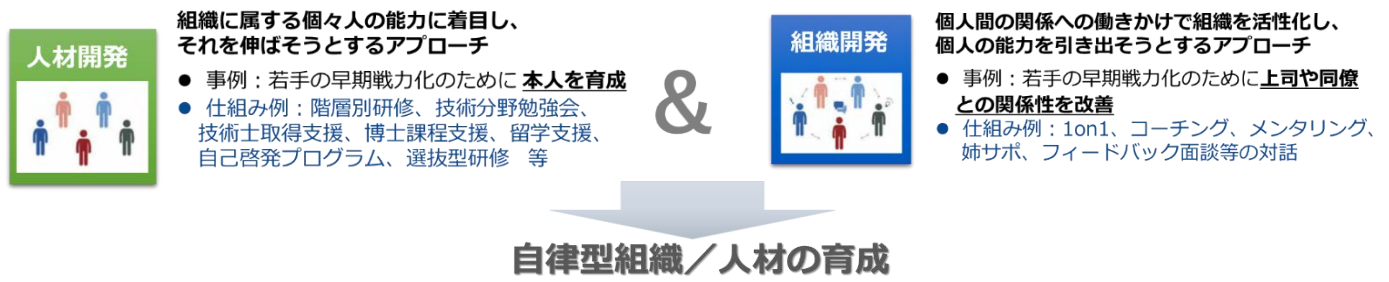 人材開発
組織に属する個々人の能力に着目し、
それを伸ばそうとするアプローチ
● 事例：若手の早期戦力化のために 本人を育成
● 仕組み例：階層別研修、技術分野勉強会、
技術士取得支援、博士課程支援、留学支援、
自己啓発プログラム、選抜型研修　等
&
組織開発
個人間の関係への働きかけで組織を活性化し、
個人の能力を引き出そうとするアプローチ
● 事例：若手の早期戦力化のために上司や同僚
との関係性を改善
● 仕組み例：1on1、コーチング、メンタリング、
姉サポ、フィードバック面談等の対話
自律型組織／人材の育成